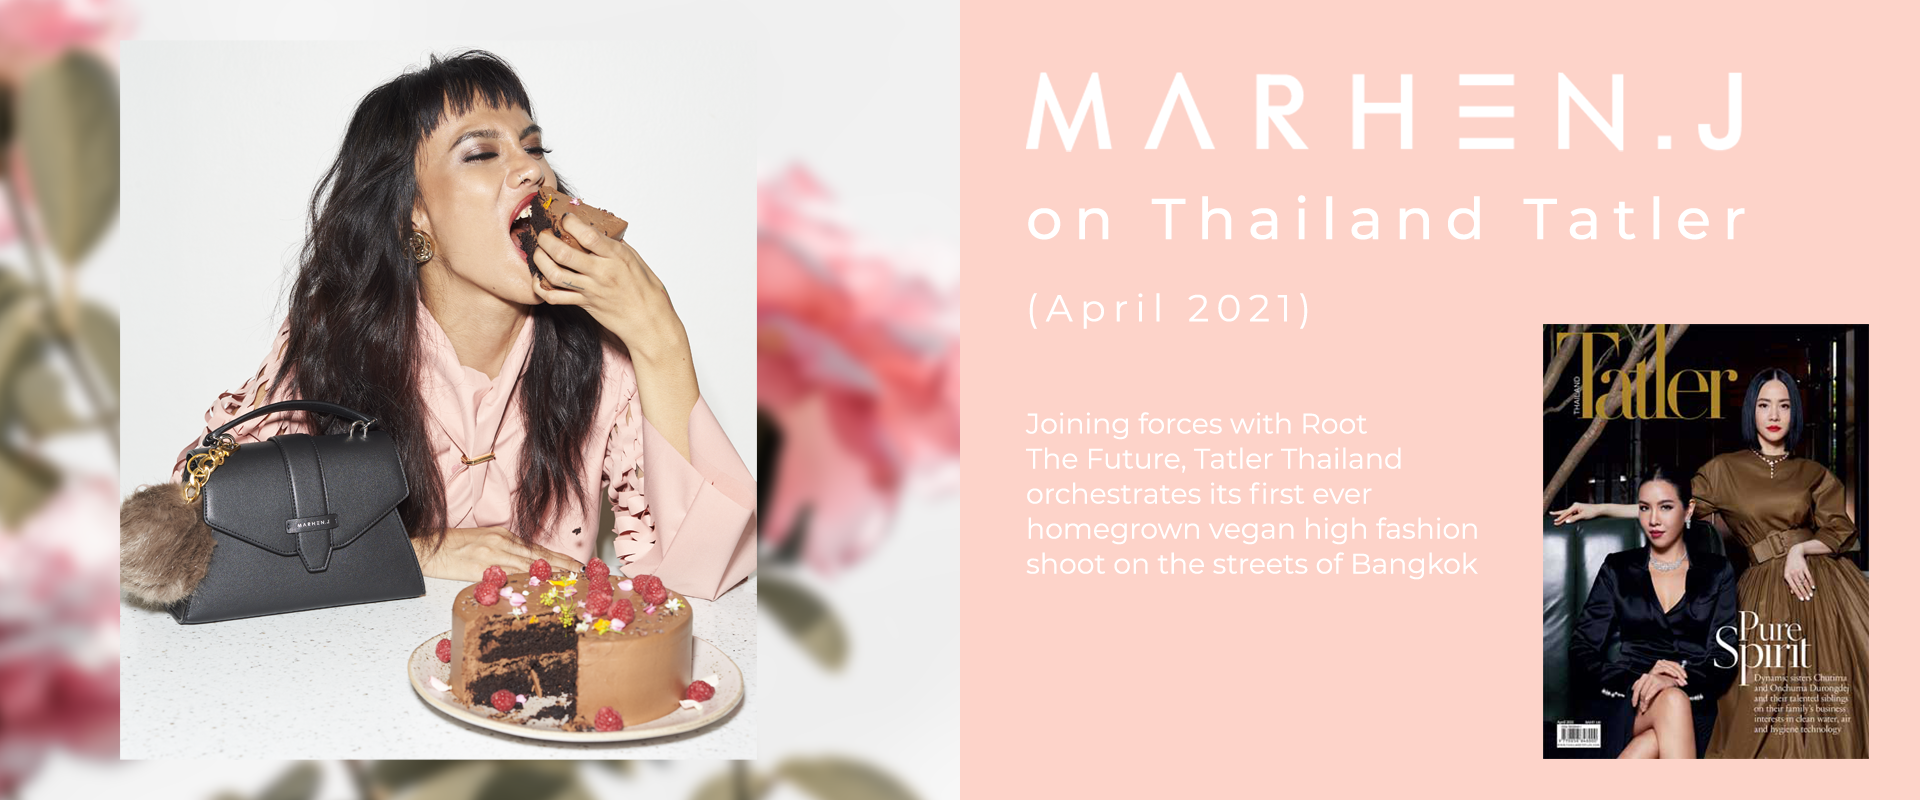 MARHEN.J
on Thailand Tatler
(April 2021)
Joining forces with Root
The Future, Tatler Thailand
orchestrates its first ever
homegrown vegan high fashion
shoot on the streets of Bangkok
MARHEN.J
THAILAND
Tatler
Pure
Spirit
Dynamic sisters Chutima
and Onchuma Durongdej
and their talented siblings
on their family's business
interests in clean water, air
and hygiene technology